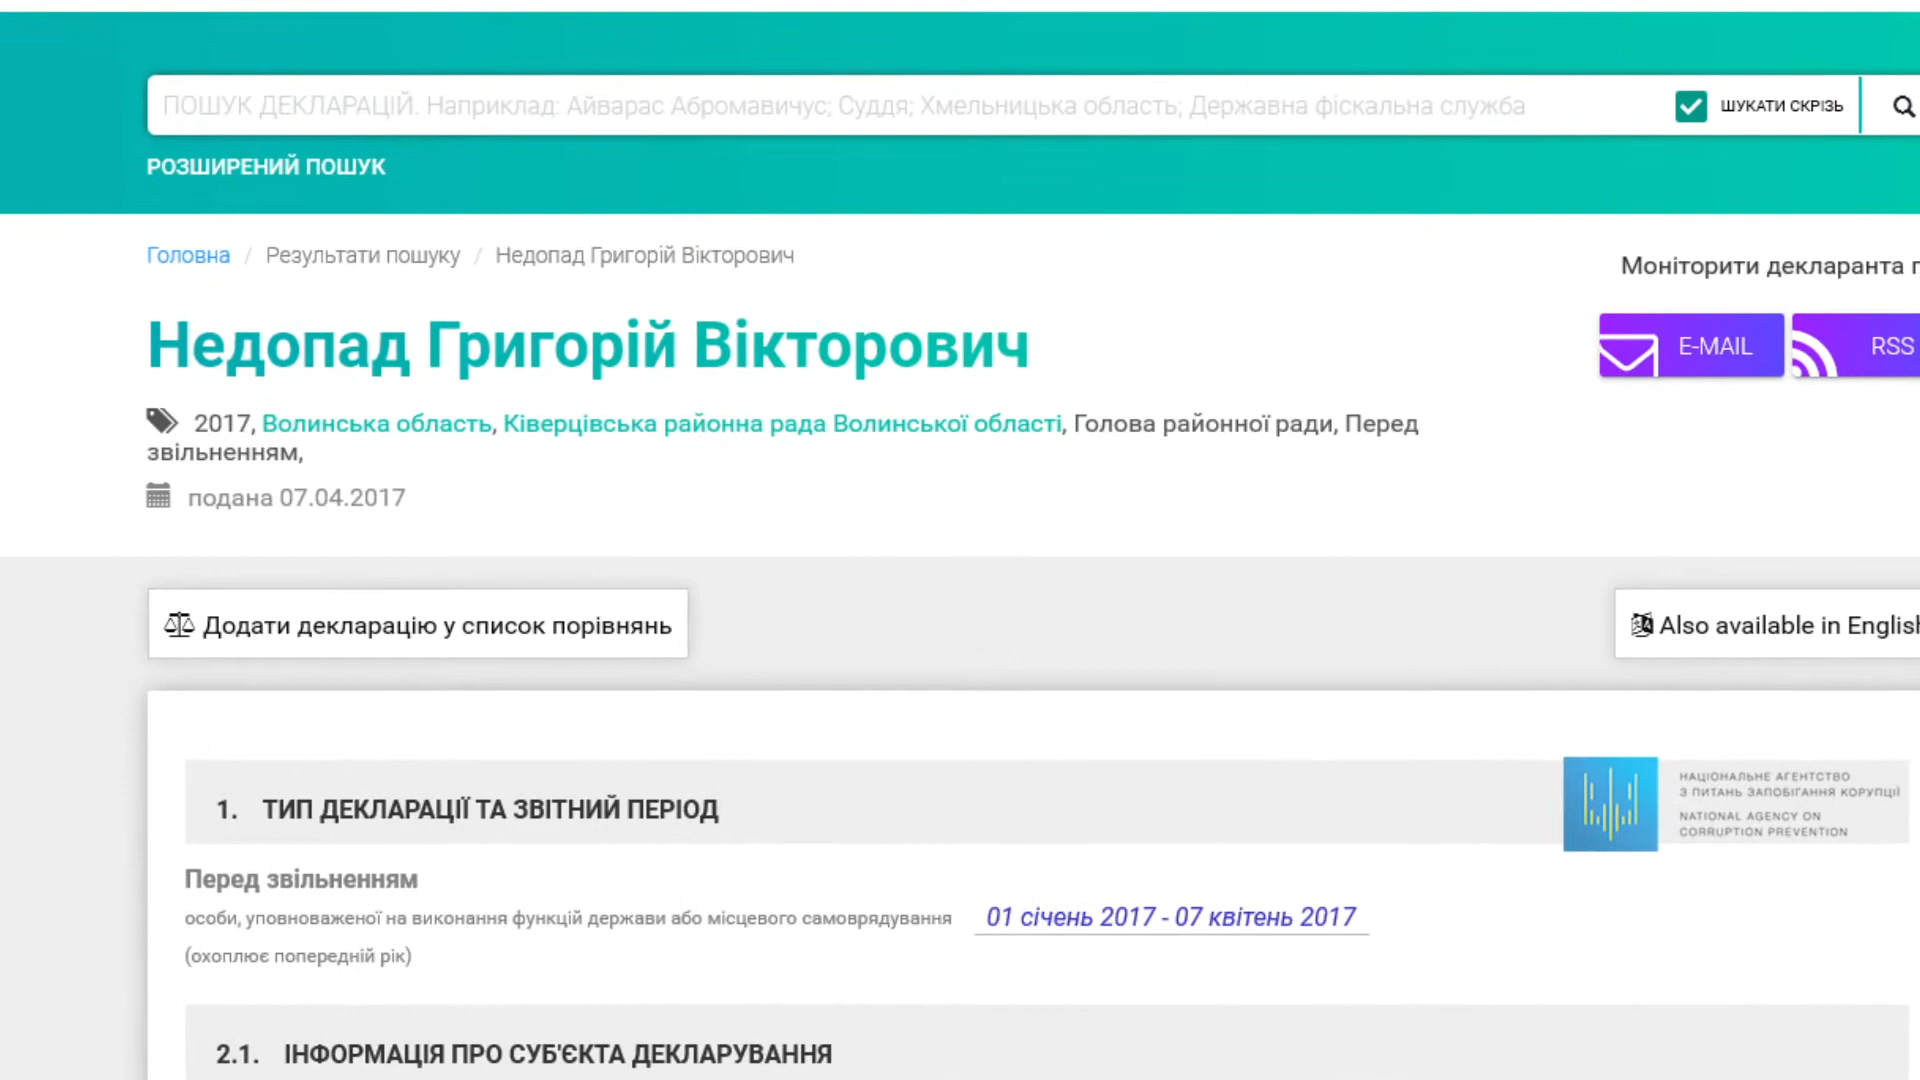 ПОШУК ДЕКЛАРАЦІЙ. Наприклад: Айварас Абромавичус; Суддя; Хмельницька область; Державна фіскальна служба
ШУКАТИ СКРІЗЬ
РОЗШИРЕНИЙ ПОШУК
Головна / Результати пошуку / Недопад Григорій Вікторович
Моніторити декларанта п
Недопад Григорій Вікторович
E-MAIL
RSS
2017, Волинська область, Ківерцівська районна рада Волинської області, Голова районної ради, Перед
звільненням,
подана 07.04.2017
Додати декларацію у список порівнянь
Also available in English
1. ТИП ДЕКЛАРАЦІЇ ТА ЗВІТНИЙ ПЕРІОД
НАЦІОНАЛЬНЕ АГЕНТСТВО
З ПИТАНЬ ЗАПОБІГАННЯ КОРУПЦІЇ
NATIONAL AGENCY ON
CORRUPTION PREVENTION
Перед звільненням
особи, уповноваженої на виконання функцій держави або місцевого самоврядування
01 січень 2017 - 07 квітень 2017
(охоплює попередній рік)
2.1. ІНФОРМАЦІЯ ПРО СУБ'ЄКТА ДЕКЛАРУВАННЯ